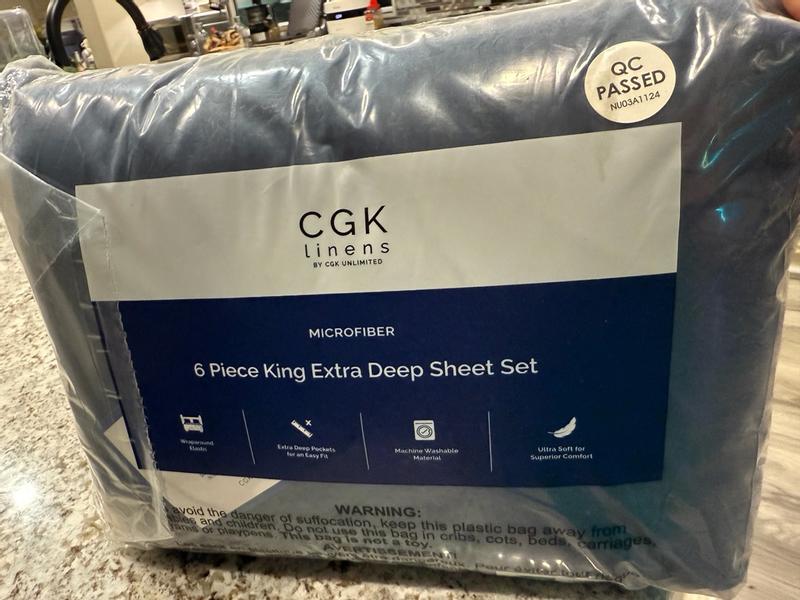 QC
PASSED
NU03A1124
CGK
linens
BY CGK UNLIMITED
MICROFIBER
6 Piece King Extra Deep Sheet Set
Wraparound
Elastic
Extra Deep Pockets
for an Easy Fit
Machine Washable
Material
Ultra Soft for
Superior Comfort
WARNING:
avoid the danger of suffocation, keep this plastic bag away from
and children. Do not use this bag in cribs, cots, beds, carriages,
or playpens. This bag is not a toy.
AVERTISSEMENT